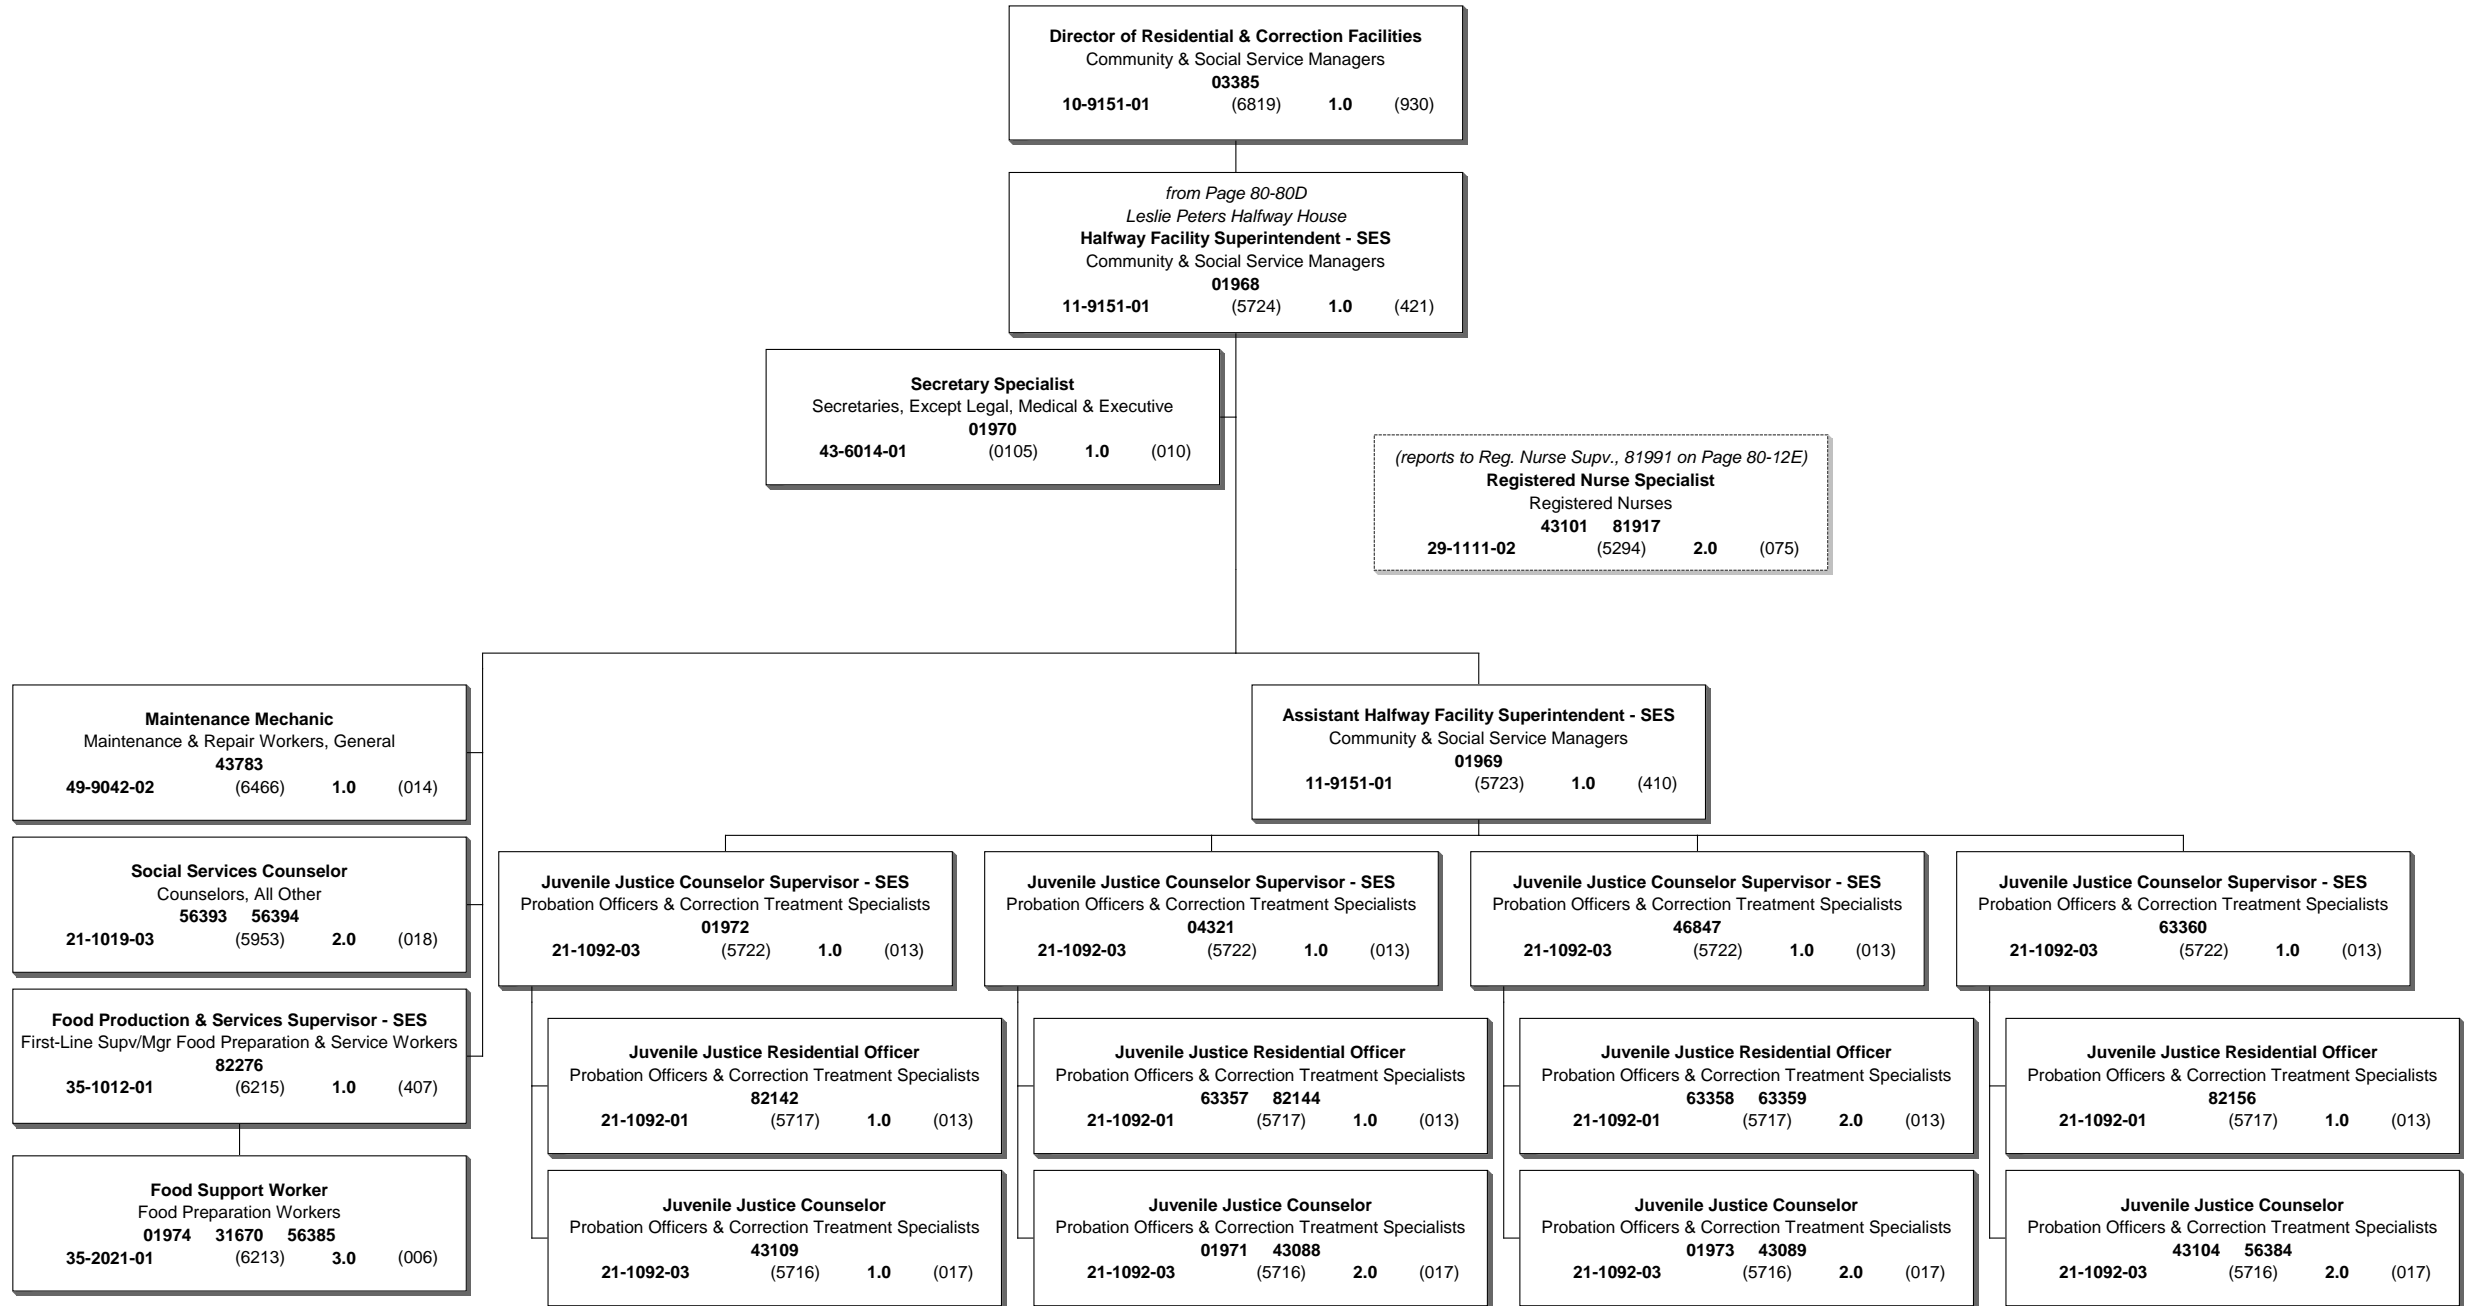 Director of Residential & Correction Facilities
Community & Social Service Managers
03385
10-9151-01 (6819) 1.0 (930)
from Page 80-80D
Leslie Peters Halfway House
Halfway Facility Superintendent - SES
Community & Social Service Managers
01968
11-9151-01 (5724) 1.0 (421)
Secretary Specialist
Secretaries, Except Legal, Medical & Executive
01970
43-6014-01 (0105) 1.0 (010)
(reports to Reg. Nurse Supv., 81991 on Page 80-12E)
Registered Nurse Specialist
Registered Nurses
43101 81917
29-1111-02 (5294) 2.0 (075)
Maintenance Mechanic
Maintenance & Repair Workers, General
43783
49-9042-02 (6466) 1.0 (014)
Social Services Counselor
Counselors, All Other
56393 56394
21-1019-03 (5953) 2.0 (018)
Food Production & Services Supervisor - SES
First-Line Supv/Mgr Food Preparation & Service Workers
82276
35-1012-01 (6215) 1.0 (407)
Food Support Worker
Food Preparation Workers
01974 31670 56385
35-2021-01 (6213) 3.0 (006)
Assistant Halfway Facility Superintendent - SES
Community & Social Service Managers
01969
11-9151-01 (5723) 1.0 (410)
Juvenile Justice Counselor Supervisor - SES
Probation Officers & Correction Treatment Specialists
01972
21-1092-03 (5722) 1.0 (013)
Juvenile Justice Residential Officer
Probation Officers & Correction Treatment Specialists
82142
21-1092-01 (5717) 1.0 (013)
Juvenile Justice Counselor
Probation Officers & Correction Treatment Specialists
43109
21-1092-03 (5716) 1.0 (017)
Juvenile Justice Counselor Supervisor - SES
Probation Officers & Correction Treatment Specialists
04321
21-1092-03 (5722) 1.0 (013)
Juvenile Justice Residential Officer
Probation Officers & Correction Treatment Specialists
63357 82144
21-1092-01 (5717) 1.0 (013)
Juvenile Justice Counselor
Probation Officers & Correction Treatment Specialists
01971 43088
21-1092-03 (5716) 2.0 (017)
Juvenile Justice Counselor Supervisor - SES
Probation Officers & Correction Treatment Specialists
46847
21-1092-03 (5722) 1.0 (013)
Juvenile Justice Residential Officer
Probation Officers & Correction Treatment Specialists
63358 63359
21-1092-01 (5717) 2.0 (013)
Juvenile Justice Counselor
Probation Officers & Correction Treatment Specialists
01973 43089
21-1092-03 (5716) 2.0 (017)
Juvenile Justice Counselor Supervisor - SES
Probation Officers & Correction Treatment Specialists
63360
21-1092-03 (5722) 1.0 (013)
Juvenile Justice Residential Officer
Probation Officers & Correction Treatment Specialists
82156
21-1092-01 (5717) 1.0 (013)
Juvenile Justice Counselor
Probation Officers & Correction Treatment Specialists
43104 56384
21-1092-03 (5716) 2.0 (017)